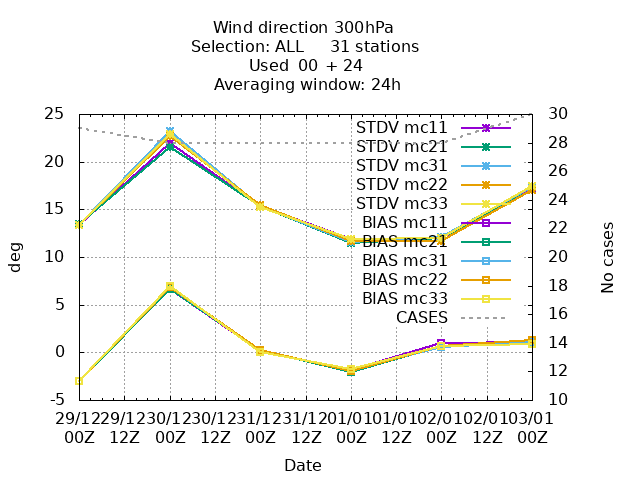 Wind direction 300hPa
Selection: ALL 31 stations
Used 00 + 24
Averaging window: 24h
25 30
STDV mc11
28
STDV mc21
20 26
STDV mc31
STDV mc22
24
STDV mc33
15
BIAS mc11
22
BIAS mc21
10 20
BIAS mc31
BIAS mc22
18
BIAS mc33
5
16
CASES
14
0
12
-5 10
deg
No cases
29/12 29/12 30/12 30/12 31/12 31/12 01/01 01/01 02/01 02/01 03/01
00Z 12Z 00Z 12Z 00Z 12Z 00Z 12Z 00Z 12Z 00Z
Date